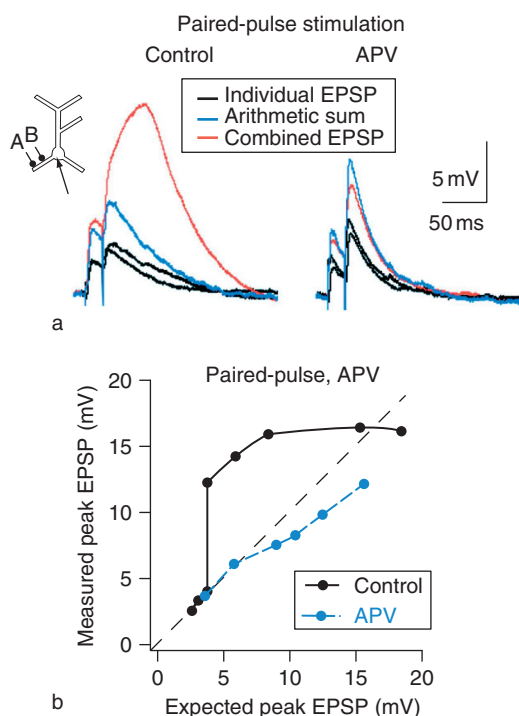 Paired-pulse stimulation
Control APV
Individual EPSP
Arithmetic sum
Combined EPSP
A B
5 mV
50 ms
a
Paired-pulse, APV
20
15
10
5
0
Measured peak EPSP (mV)
Control
APV
0 5 10 15 20
Expected peak EPSP (mV)
b